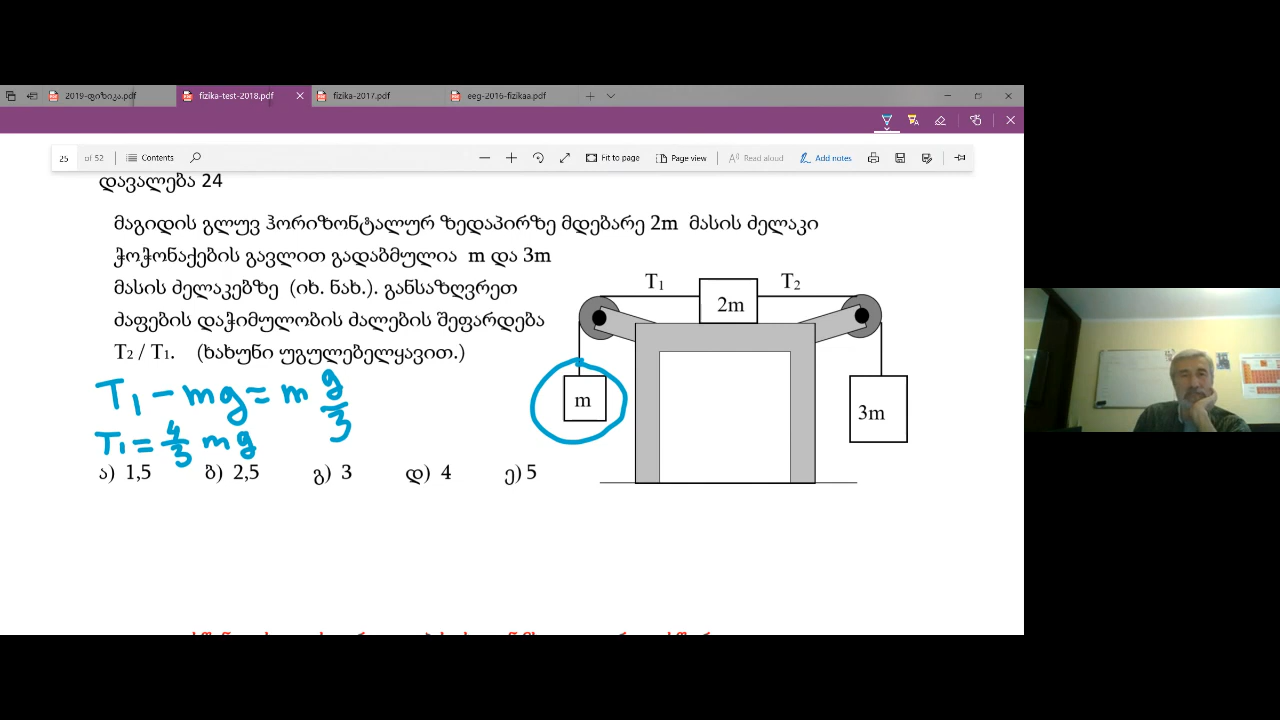 2019-ფიზიკა.pdf
fizika-test-2018.pdf
fizika-2017.pdf
eeg-2016-fizikaa.pdf
25 of 52
Contents
Fit to page
Page view
Read aloud
Add notes
დავალება 24
მაგიდის გლუვ ჰორიზონტალურ ზედაპირზე მდებარე 2m მასის ძელაკი
ჭოჭონაქების გავლით გადაბმულია m და 3m
მასის ძელაკებზე (იხ. ნახ.). განსაზღვრეთ
ძაფების დაჭიმულობის ძალების შეფარდება
T₂ / T₁. (ხახუნი უგულებელყავით.)
T₁ T₂
2m
m
3m
T₁ – mg = m g/3
T₁ = 4/3 mg
ა) 1,5 ბ) 2,5 გ) 3 დ) 4 ე) 5